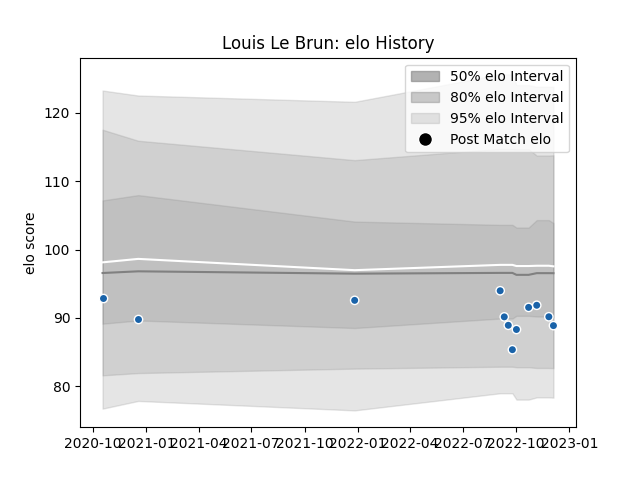 Louis Le Brun: elo History
50% elo Interval
80% elo Interval
95% elo Interval
Post Match elo
elo score
120
110
100
90
80
2020-10 2021-01 2021-04 2021-07 2021-10 2022-01 2022-04 2022-07 2022-10 2023-01